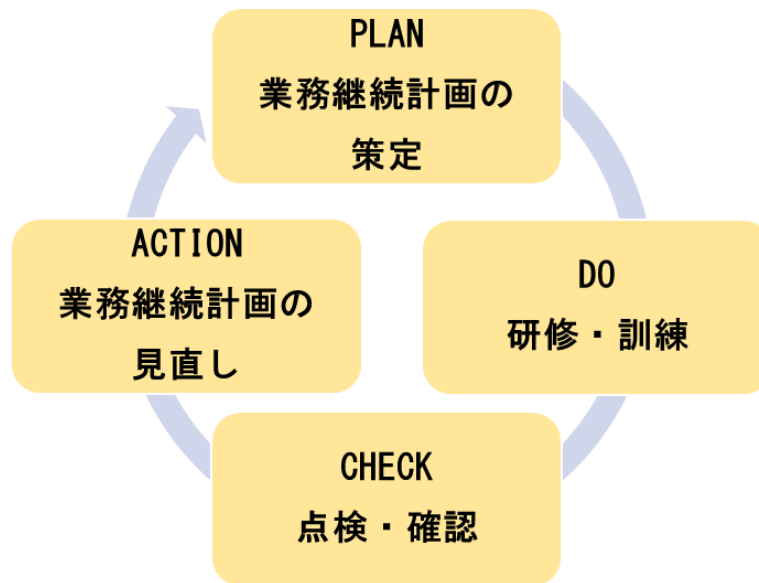 PLAN
業務継続計画の
策定
DO
研修・訓練
CHECK
点検・確認
ACTION
業務継続計画の
見直し